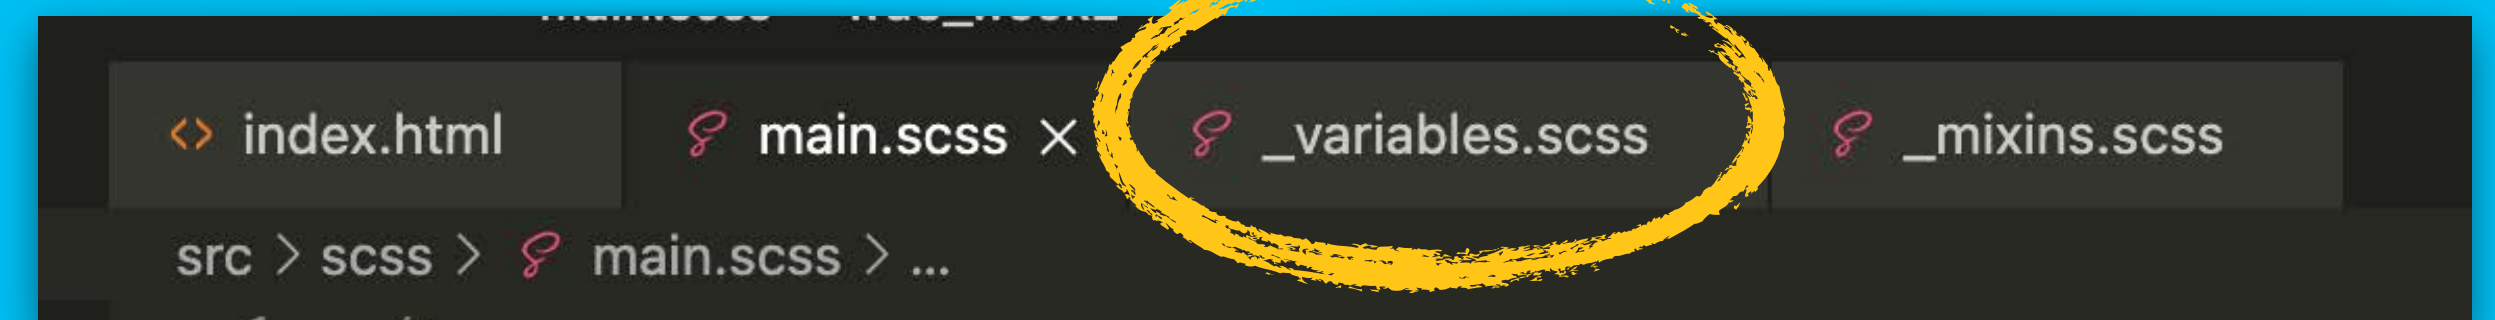 index.html main.scss × _variables.scss _mixins.scss
src > scss > main.scss > ...